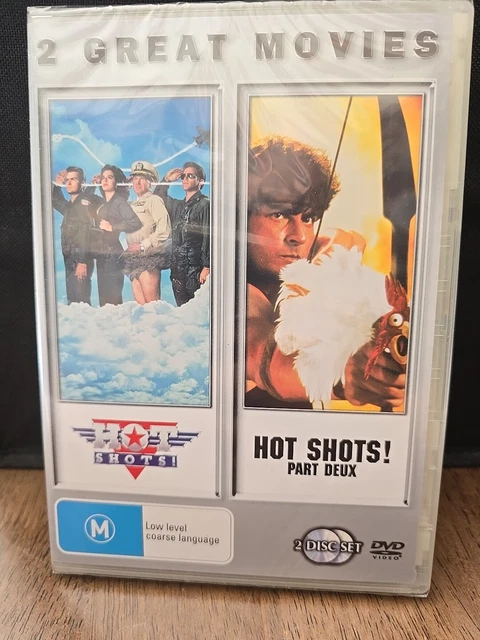 2 GREAT MOVIES
HOT
SHOTS!
HOT SHOTS!
PART DEUX
M
Low level
coarse language
2 DISC SET
DVD
VIDEO